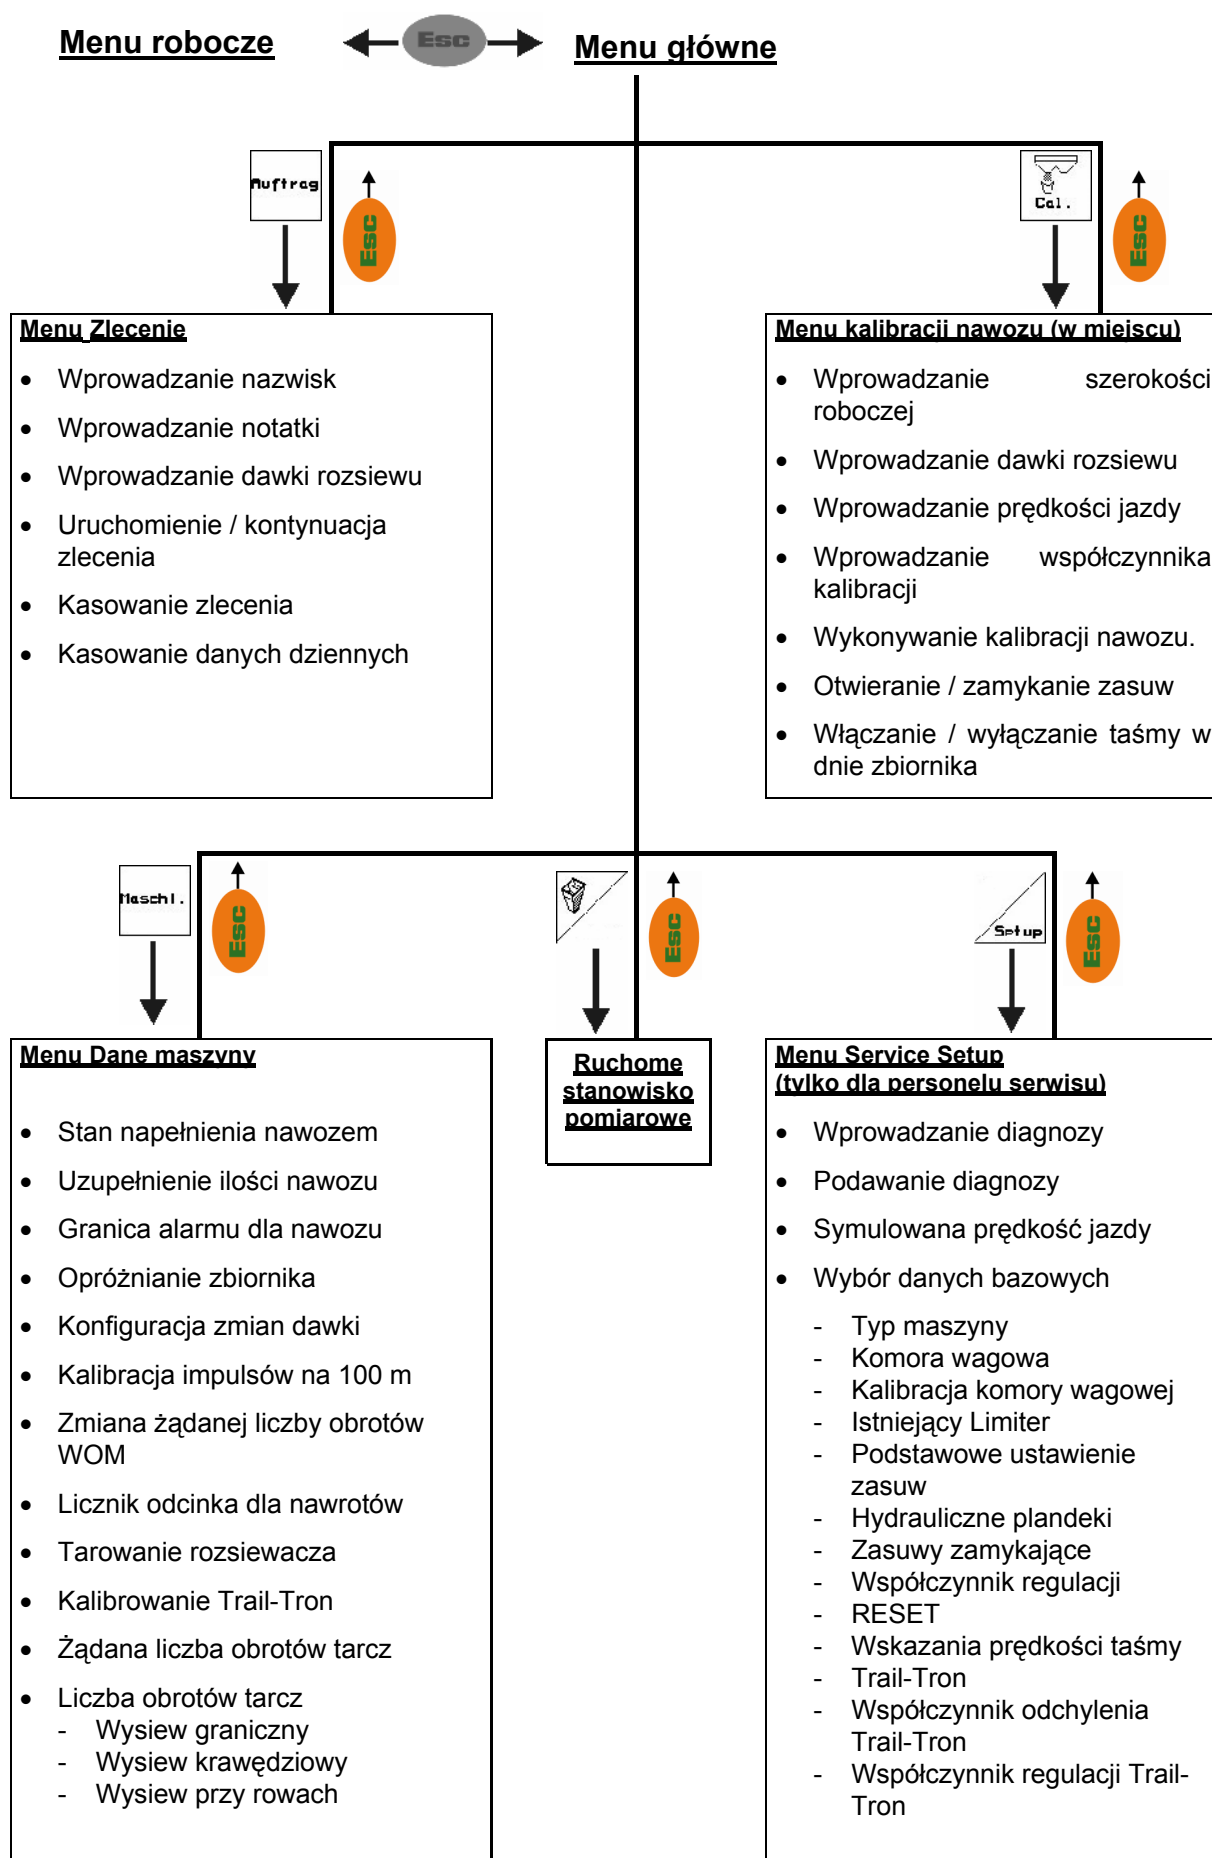 Menu robocze
Esc
Menu główne
Auftrag
Esc
Cal.
Esc
Menu Zlecenie
• Wprowadzanie nazwisk
• Wprowadzanie notatki
• Wprowadzanie dawki rozsiewu
• Uruchomienie / kontynuacja
zlecenia
• Kasowanie zlecenia
• Kasowanie danych dziennych
Menu kalibracji nawozu (w miejscu)
• Wprowadzanie szerokości
roboczej
• Wprowadzanie dawki rozsiewu
• Wprowadzanie prędkości jazdy
• Wprowadzanie współczynnika
kalibracji
• Wykonywanie kalibracji nawozu.
• Otwieranie / zamykanie zasuw
• Włączanie / wyłączanie taśmy w
dnie zbiornika
Maschi.
Esc
Esc
Setup
Esc
Menu Dane maszyny
• Stan napełnienia nawozem
• Uzupełnienie ilości nawozu
• Granica alarmu dla nawozu
• Opróżnianie zbiornika
• Konfiguracja zmian dawki
• Kalibracja impulsów na 100 m
• Zmiana żądanej liczby obrotów
WOM
• Licznik odcinka dla nawrotów
• Tarowanie rozsiewacza
• Kalibrowanie Trail-Tron
• Żądana liczba obrotów tarcz
• Liczba obrotów tarcz
- Wysiew graniczny
- Wysiew krawędziowy
- Wysiew przy rowach
Ruchome
stanowisko
pomiarowe
Menu Service Setup
(tylko dla personelu serwisu)
• Wprowadzanie diagnozy
• Podawanie diagnozy
• Symulowana prędkość jazdy
• Wybór danych bazowych
- Typ maszyny
- Komora wagowa
- Kalibracja komory wagowej
- Istniejący Limiter
- Podstawowe ustawienie
zasuw
- Hydrauliczne plandeki
- Zasuwy zamykające
- Współczynnik regulacji
- RESET
- Wskazania prędkości taśmy
- Trail-Tron
- Współczynnik odchylenia
Trail-Tron
- Współczynnik regulacji Trail-
Tron